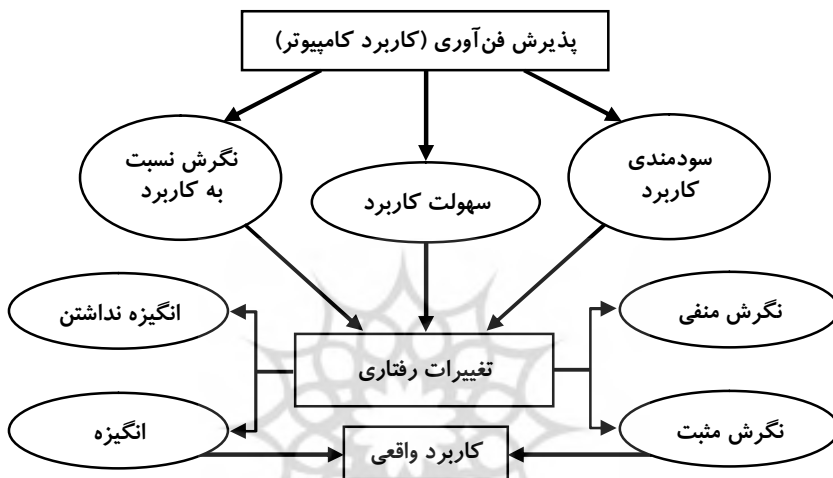 پذیرش فن‌آوری (کاربرد کامپیوتر)
سودمندی
کاربرد
سهولت کاربرد
نگرش نسبت
به کاربرد
نگرش منفی
تغییرات رفتاری
انگیزه نداشتن
نگرش مثبت
کاربرد واقعی
انگیزه